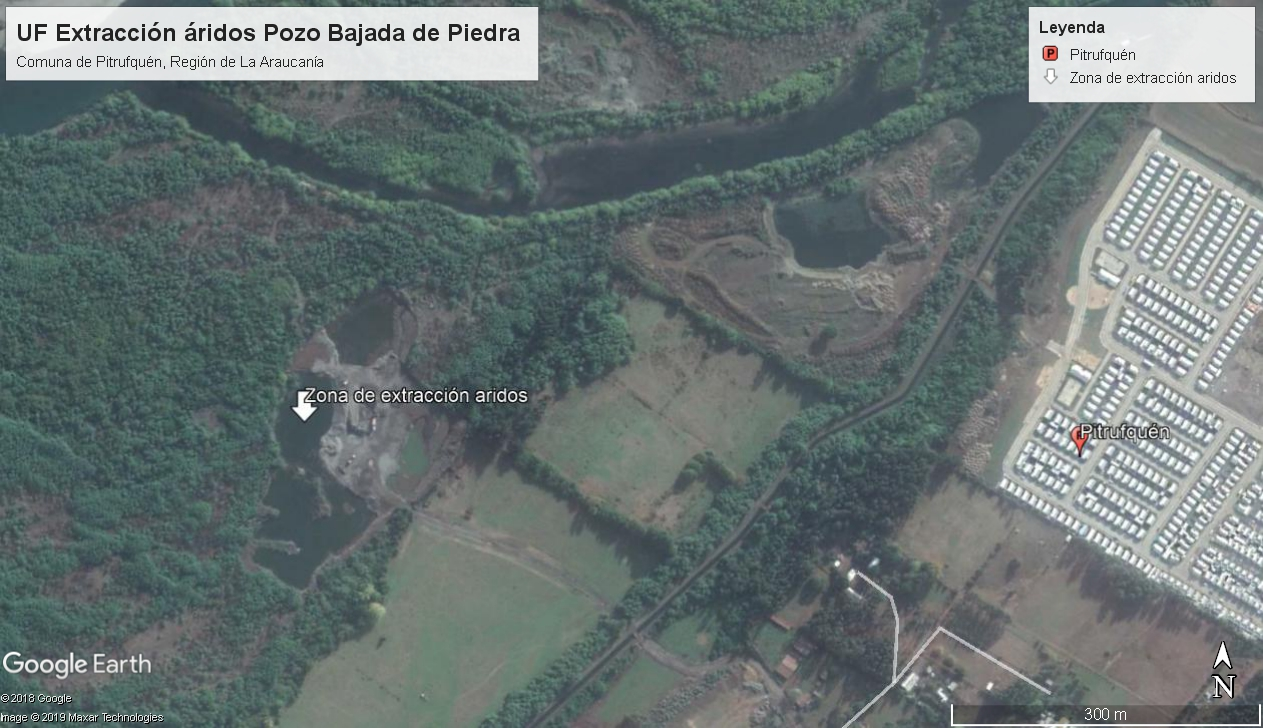 UF Extracción áridos Pozo Bajada de Piedra
Comuna de Pitrufquén, Región de La Araucanía
Leyenda
Pitrufquén
Zona de extracción aridos
Zona de extracción aridos
Pitrufquén
Google Earth
©2018 Google
Image © 2019 Maxar Technologies
N
300 m